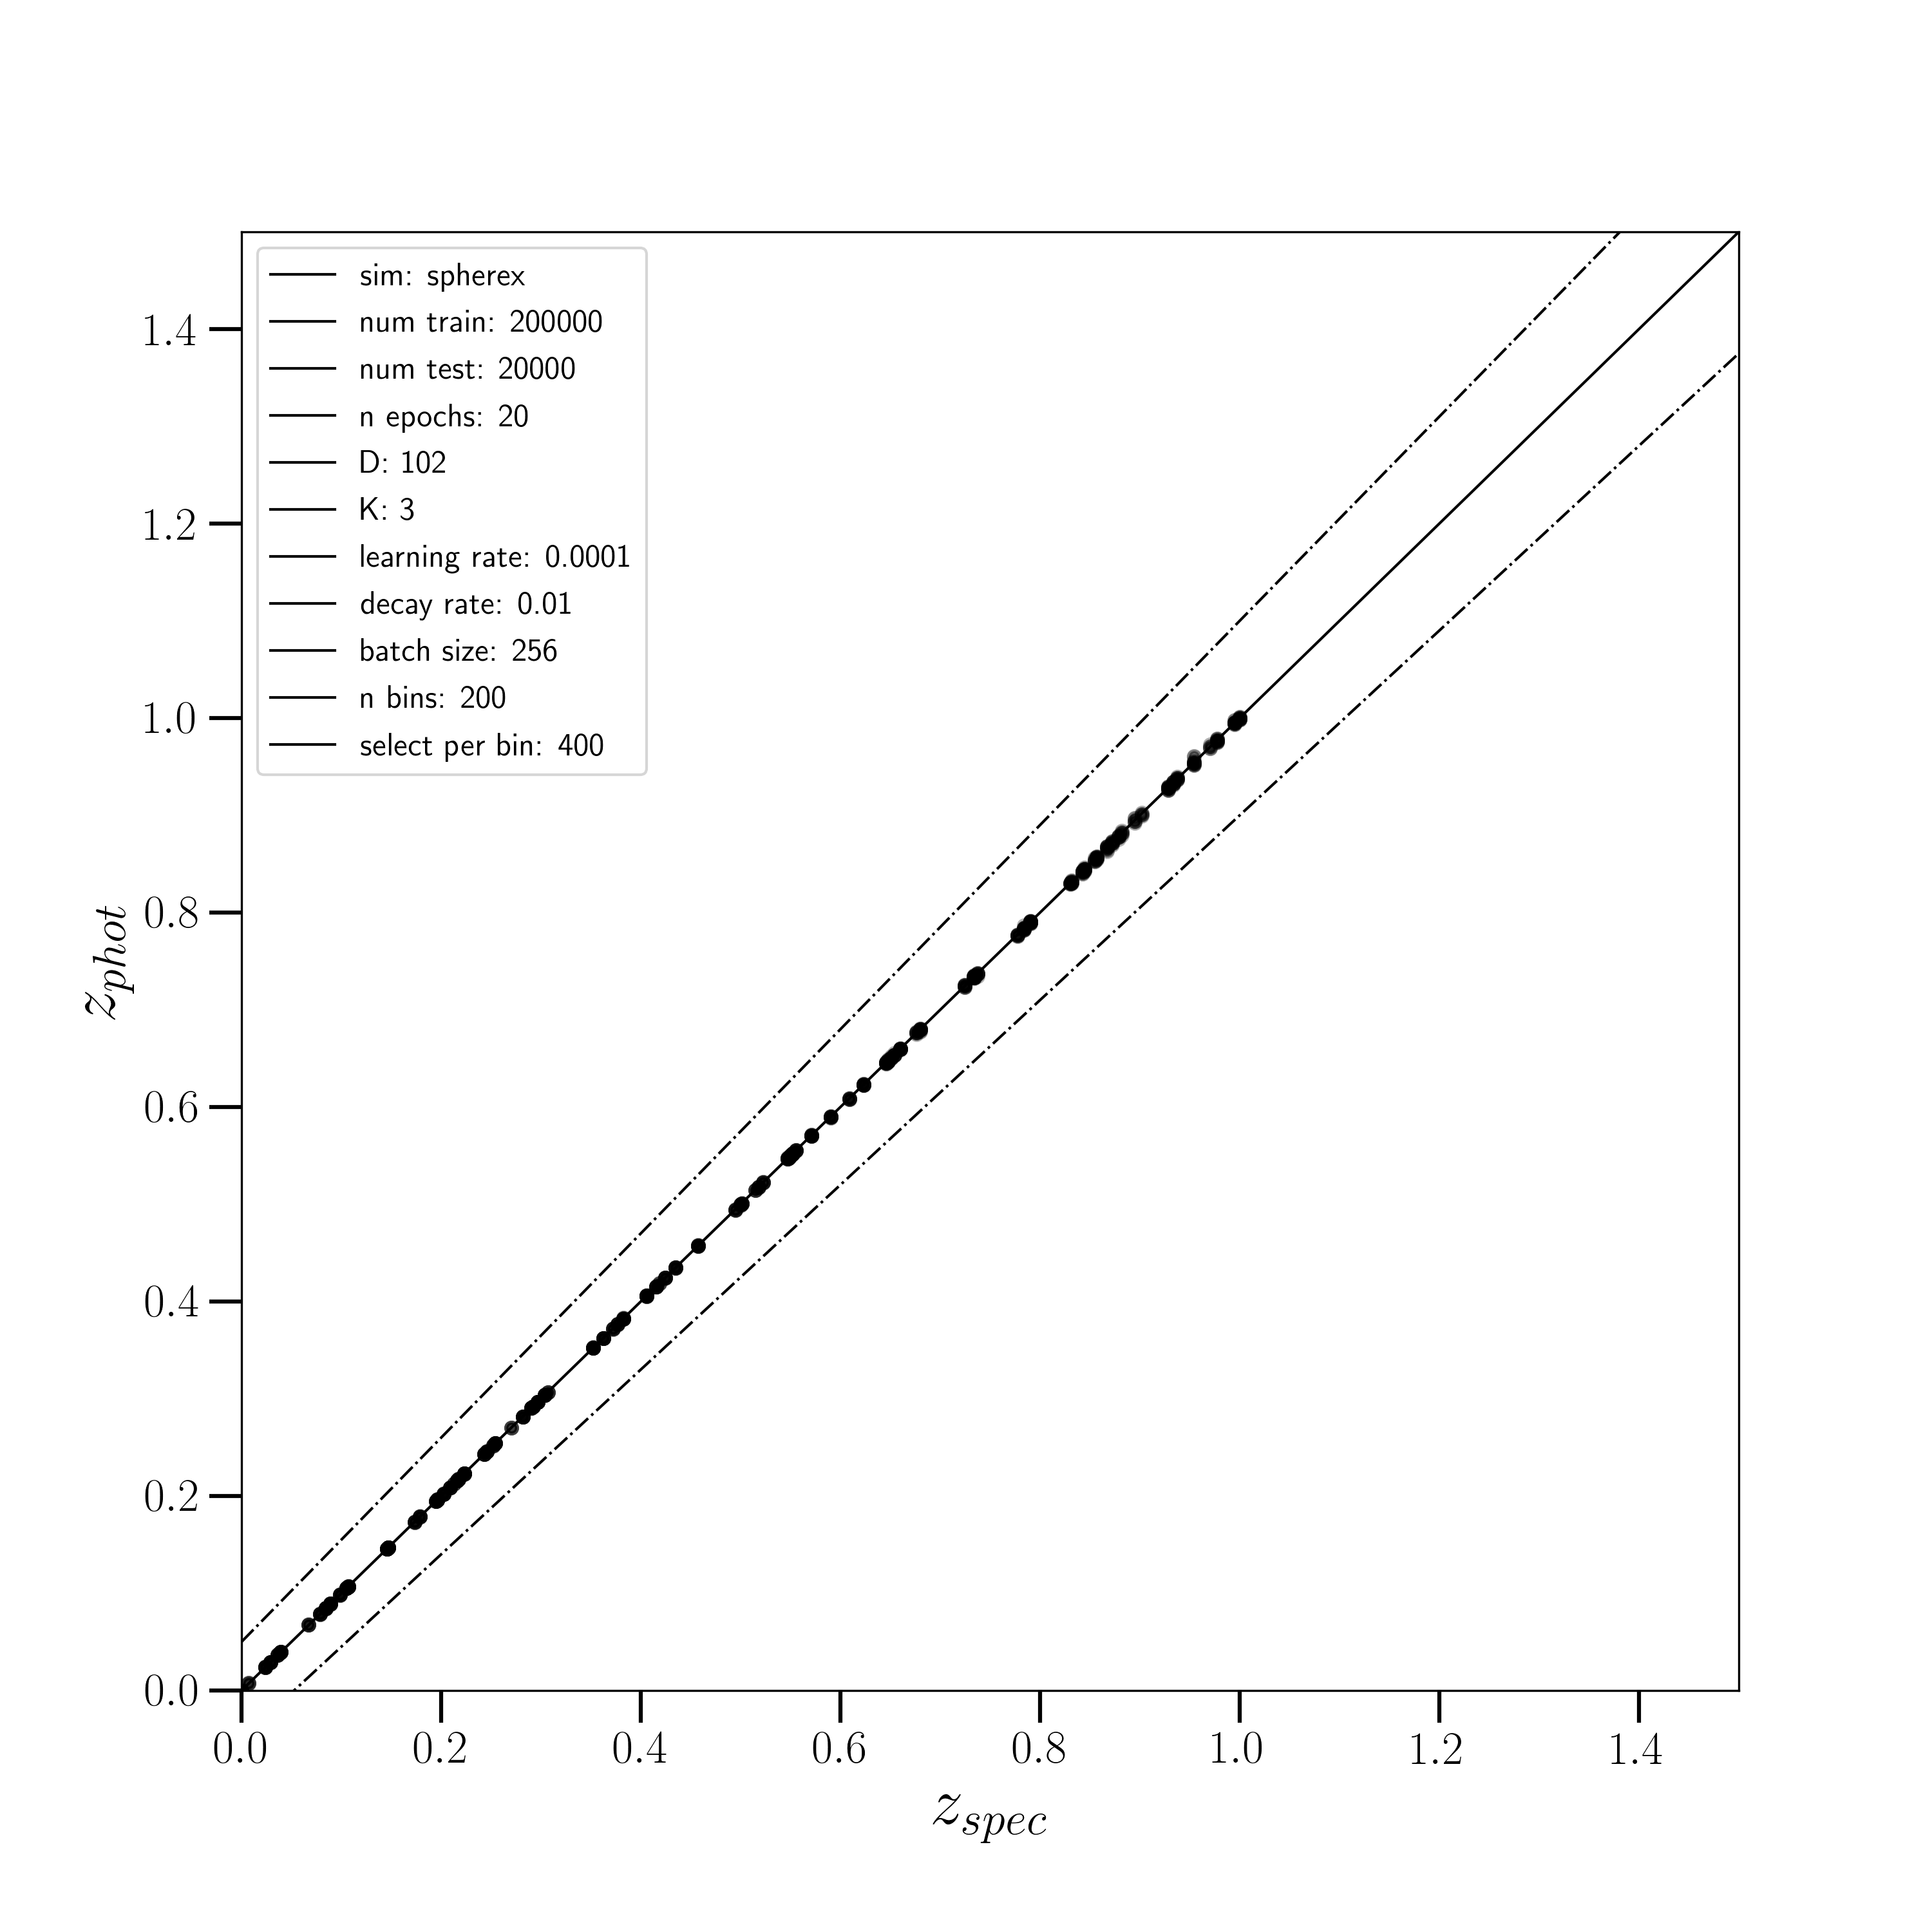 sim: spherex
num train: 200000
num test: 20000
n epochs: 20
D: 102
K: 3
learning rate: 0.0001
decay rate: 0.01
batch size: 256
n bins: 200
select per bin: 400
1.4
1.2
1.0
0.8
0.6
0.4
0.2
0.0
z_phot
0.0 0.2 0.4 0.6 0.8 1.0 1.2 1.4
z_spec